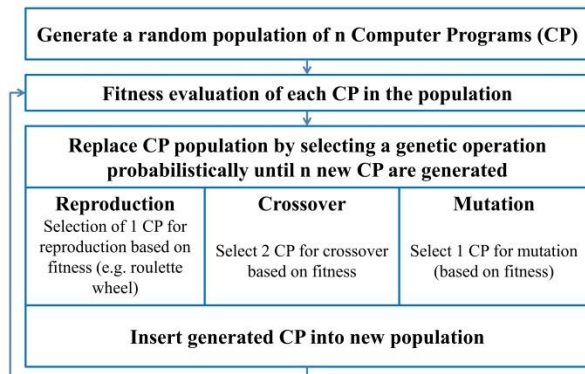 Generate a random population of n Computer Programs (CP)
Fitness evaluation of each CP in the population
Replace CP population by selecting a genetic operation
probabilistically until n new CP are generated
Reproduction
Selection of 1 CP for
reproduction based on
fitness (e.g. roulette
wheel)
Crossover
Select 2 CP for crossover
based on fitness
Mutation
Select 1 CP for mutation
(based on fitness)
Insert generated CP into new population